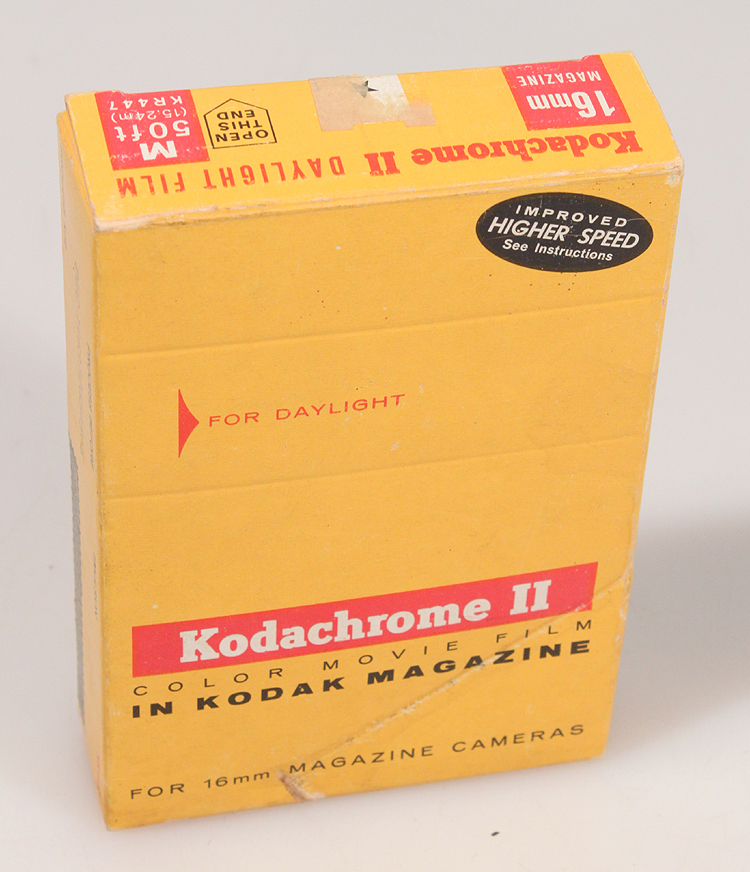 M
50 ft
(15,24m)
KR447
OPEN
THIS
END
16mm
MAGAZINE
Kodachrome II DAYLIGHT FILM
IMPROVED
HIGHER SPEED
See Instructions
FOR DAYLIGHT
Kodachrome II
COLOR MOVIE FILM
IN KODAK MAGAZINE
FOR 16mm MAGAZINE CAMERAS